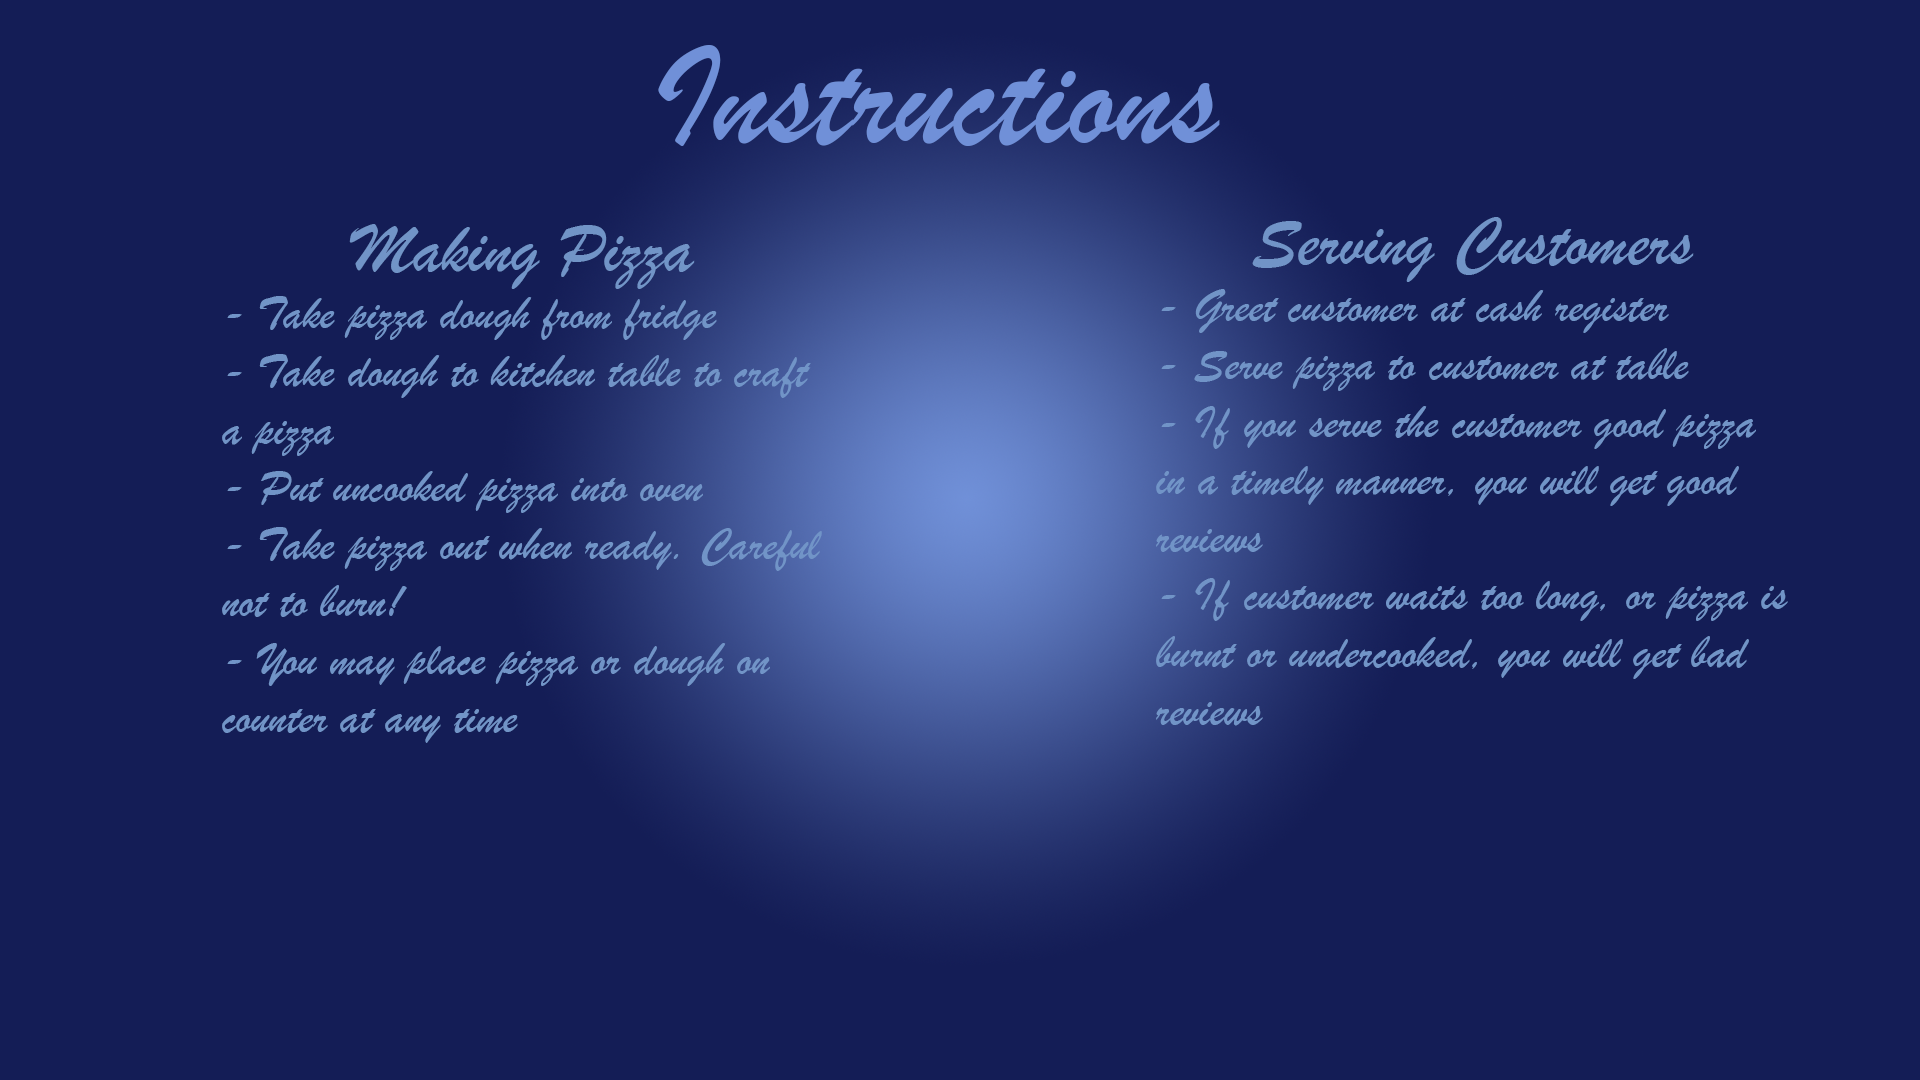 Instructions
Making Pizza
- Take pizza dough from fridge
- Take dough to kitchen table to craft
a pizza
- Put uncooked pizza into oven
- Take pizza out when ready. Careful
not to burn!
- You may place pizza or dough on
counter at any time
Serving Customers
- Greet customer at cash register
- Serve pizza to customer at table
- If you serve the customer good pizza
in a timely manner, you will get good
reviews
- If customer waits too long, or pizza is
burnt or undercooked, you will get bad
reviews